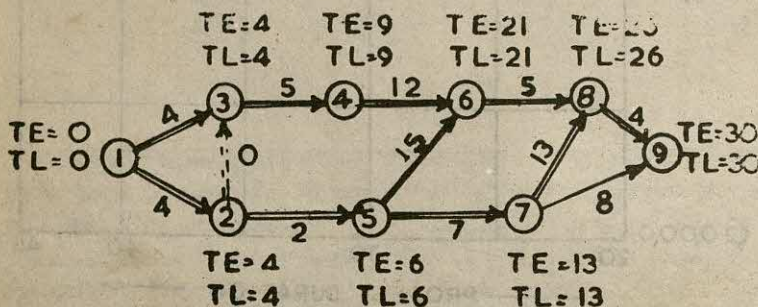 TE=4 TE=9 TE=21
TL=4 TL=9 TL=21 TL=26
3 5 4 12 6 5 8
4 4
TE=0 TE=30
TL=0 1 0 15 13 9 TL=30
4 8
2 2 5 7 7
TE=4 TE=6 TE=13
TL=4 TL=6 TL=13